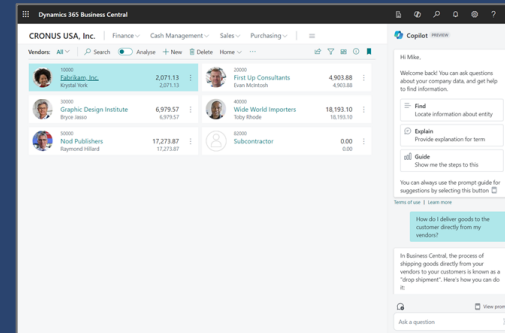 Dynamics 365 Business Central
CRONUS USA, Inc. Finance Cash Management Sales Purchasing
Vendors: All Search Analyse + New Delete Home ...
10000
Fabrikam, Inc. 2,071.13
Krystal York 2,071.13
20000
First Up Consultants 4,903.88
Evan McIntosh 4,903.88
30000
Graphic Design Institute 6,979.57
Bryce Jasso 6,979.57
40000
Wide World Importers 18,193.10
Toby Rhode 18,193.10
50000
Nod Publishers 17,273.87
Raymond Hillard 17,273.87
82000
Subcontractor 0.00
Copilot PREVIEW
Hi Mike,
Welcome back! You can ask questions
about your company data, and get help
to find information.
Find
Locate information about entity
Explain
Provide explanation for term
Guide
Show me the steps to this
You can always use the prompt guide for
suggestions by selecting this button
Terms of use | Learn more
How do I deliver goods to the
customer directly from my
vendors?
In Business Central, the process of
shipping goods directly from your
vendors to your customers is known as a
"drop shipment". Here's how you can do
it:
View prom
Ask a question